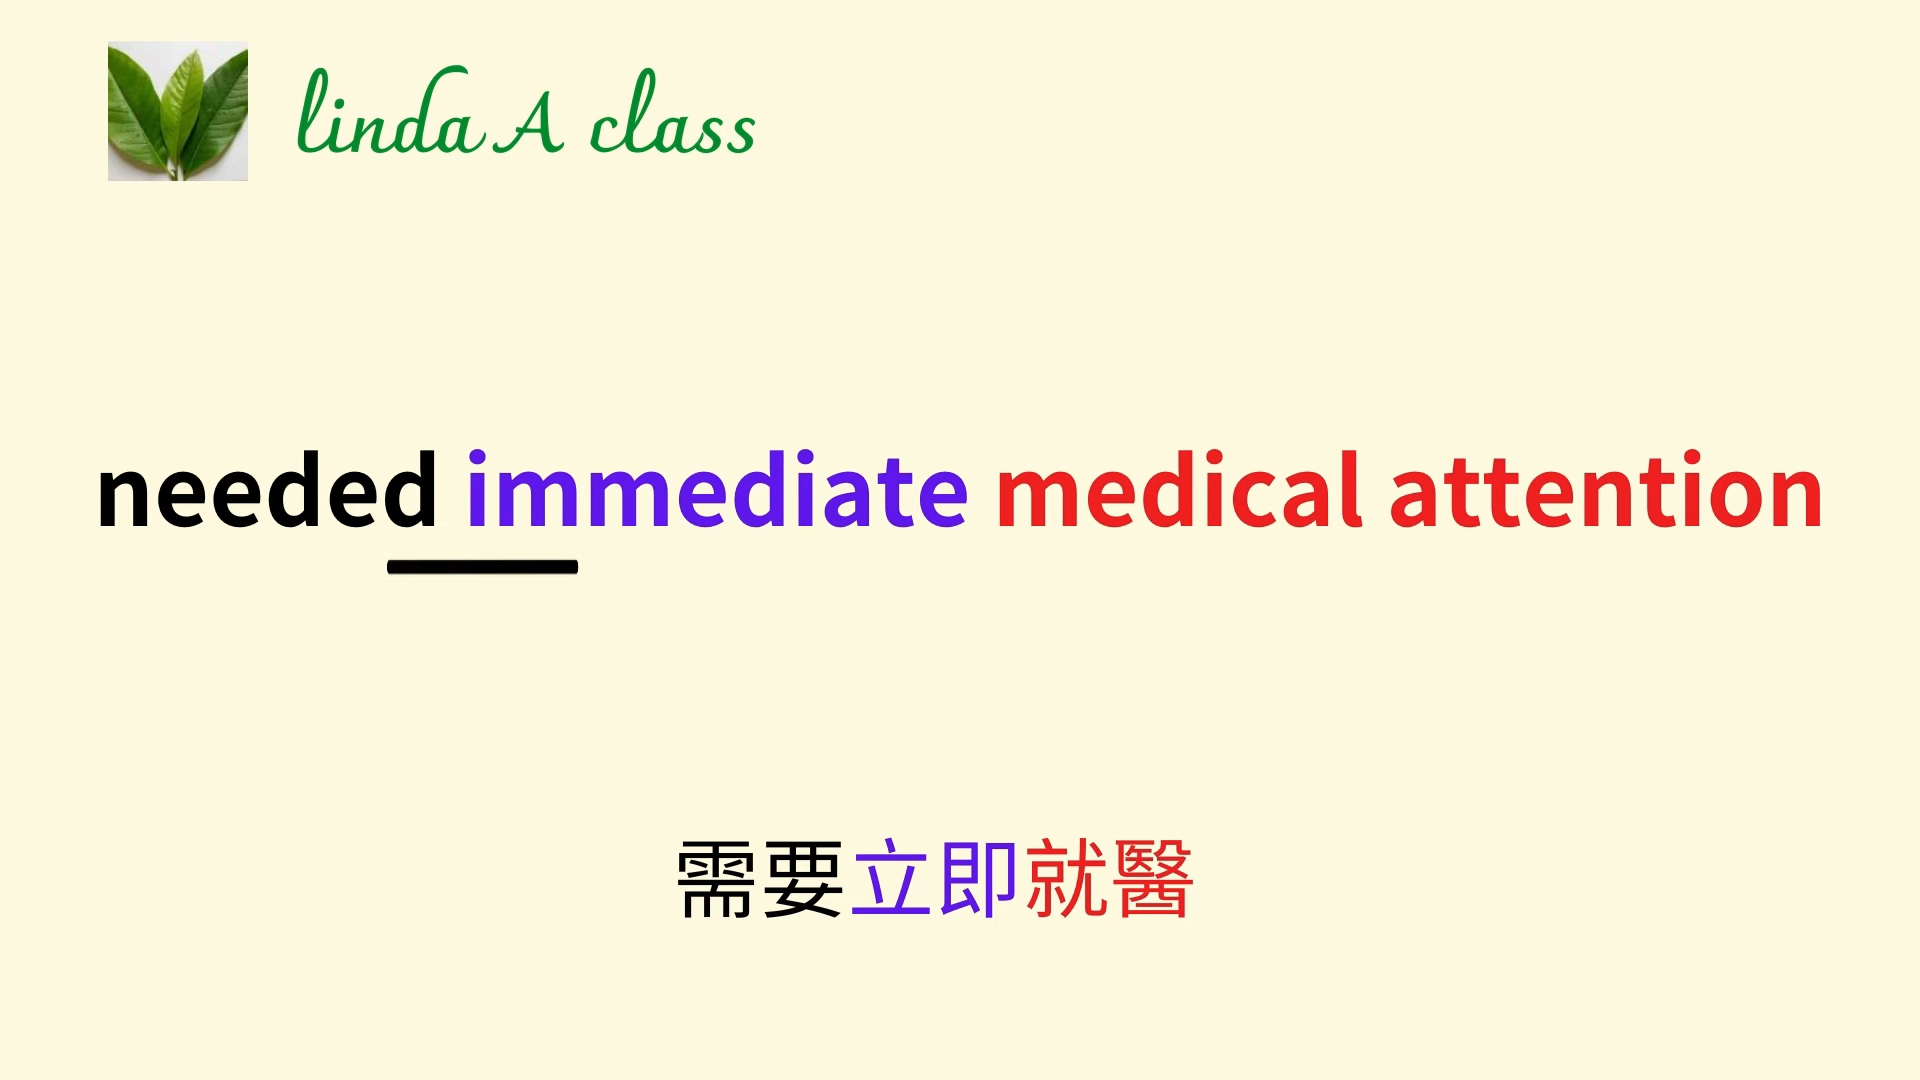 linda A class
needed immediate medical attention
需要立即就醫